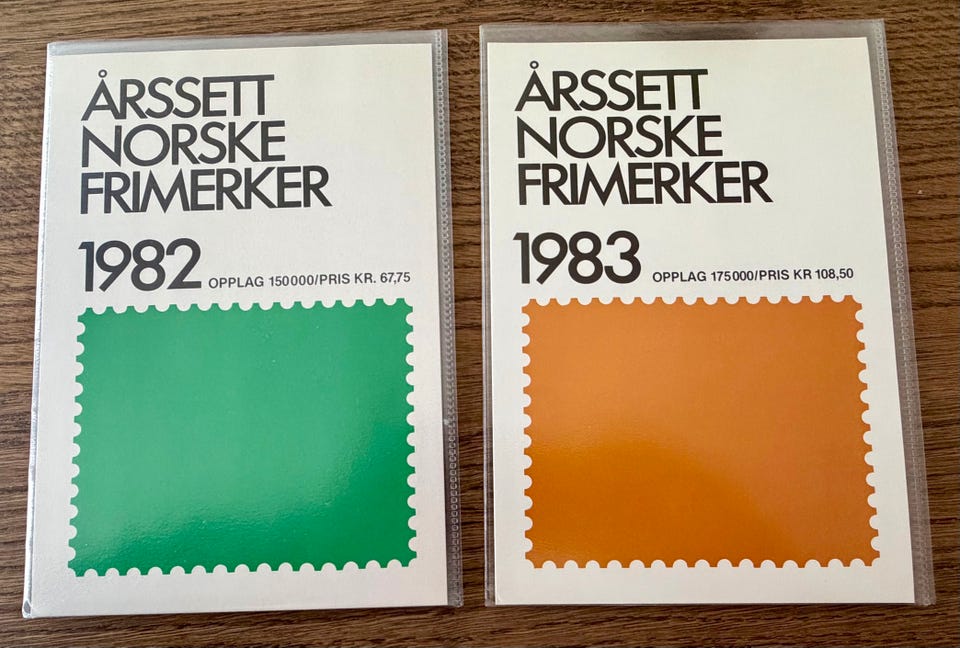 ÅRSSETT
NORSKE
FRIMERKER
1982 OPPLAG 150000/PRIS KR. 67,75
ÅRSSETT
NORSKE
FRIMERKER
1983 OPPLAG 175000/PRIS KR 108,50